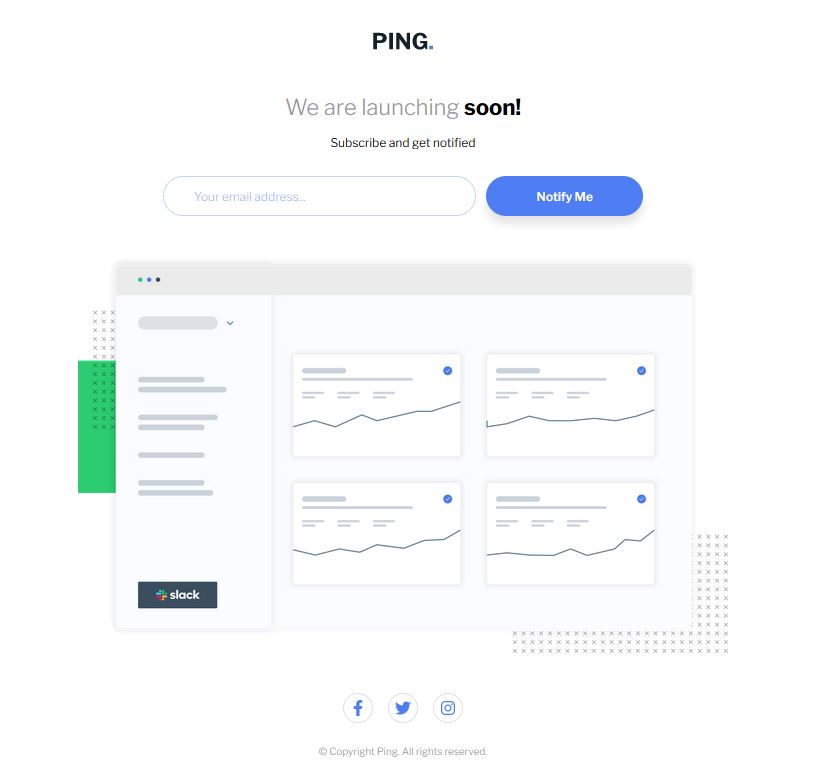 PING.
We are launching soon!
Subscribe and get notified
Your email address...
Notify Me
slack
© Copyright Ping. All rights reserved.